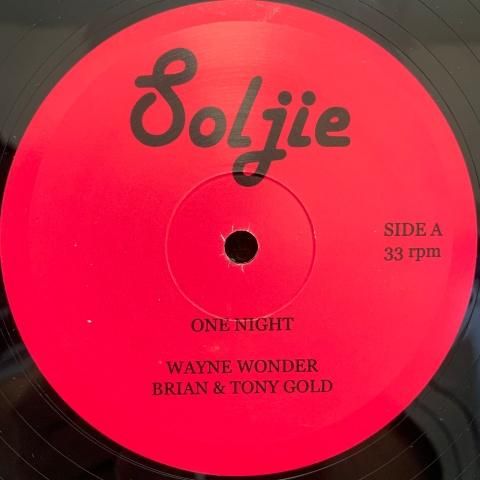 Soljie
SIDE A
33 rpm
ONE NIGHT
WAYNE WONDER
BRIAN & TONY GOLD